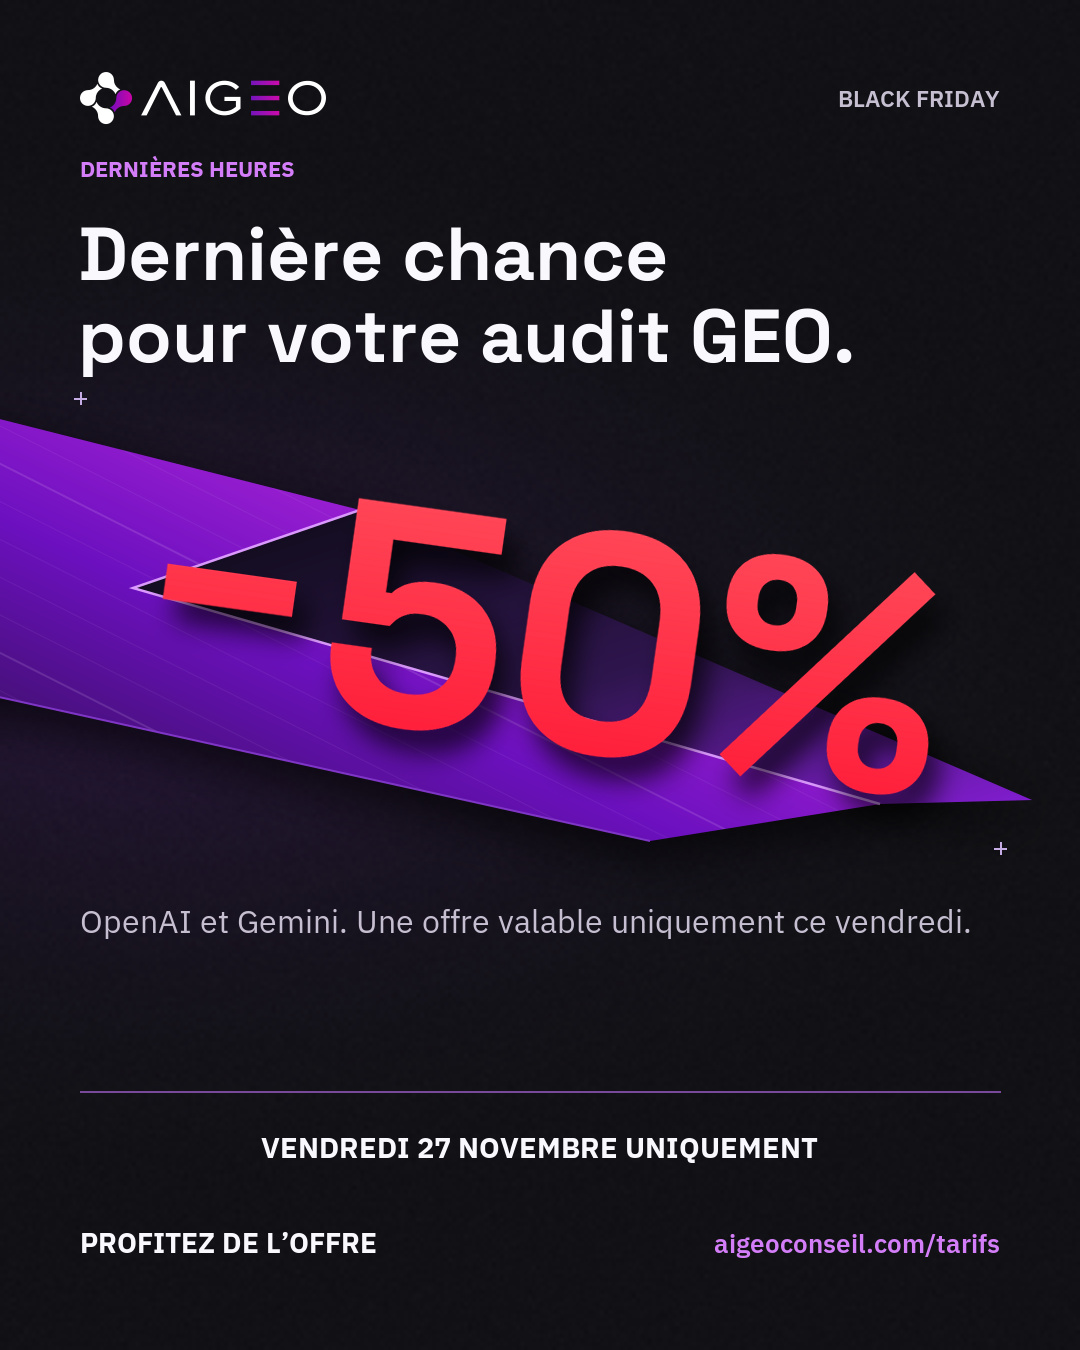 AIGEO
BLACK FRIDAY
DERNIÈRES HEURES
Dernière chance
pour votre audit GEO.
-50%
OpenAI et Gemini. Une offre valable uniquement ce vendredi.
VENDREDI 27 NOVEMBRE UNIQUEMENT
PROFITEZ DE L’OFFRE
aigeoconseil.com/tarifs